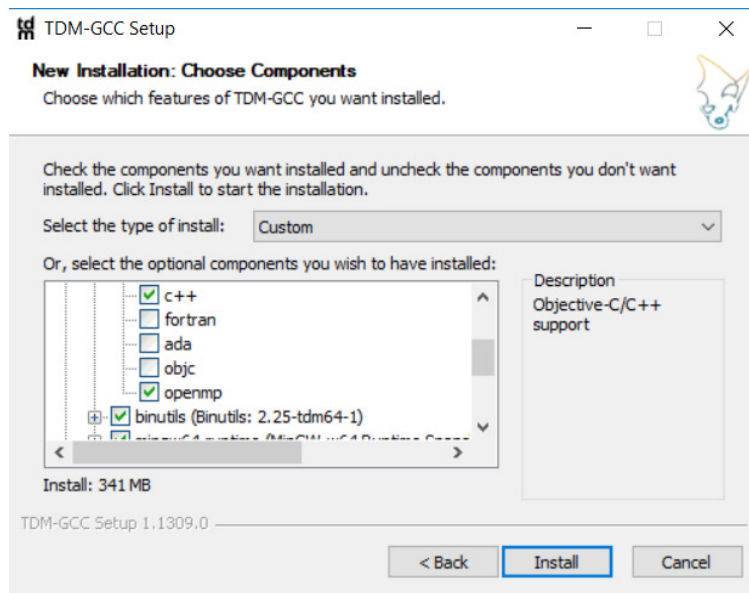 tdm TDM-GCC Setup
New Installation: Choose Components
Choose which features of TDM-GCC you want installed.
Check the components you want installed and uncheck the components you don't want
installed. Click Install to start the installation.
Select the type of install: Custom
Or, select the optional components you wish to have installed:
c++
fortran
ada
objc
openmp
binutils (Binutils: 2.25-tdm64-1)
Description
Objective-C/C++
support
Install: 341 MB
TDM-GCC Setup 1.1309.0
< Back Install Cancel